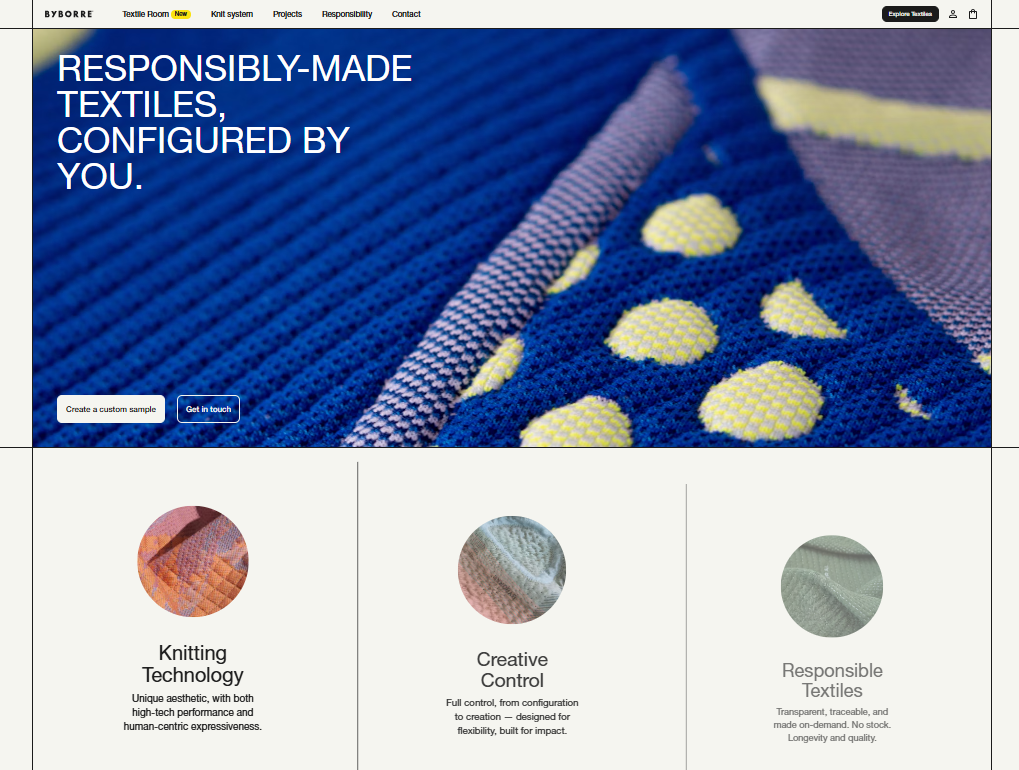 BYBORRE
Textile Room New Knit system Projects Responsibility Contact
Explore Textiles
RESPONSIBLY-MADE
TEXTILES,
CONFIGURED BY
YOU.
Create a custom sample
Get in touch
Knitting
Technology
Unique aesthetic, with both
high-tech performance and
human-centric expressiveness.
Creative
Control
Full control, from configuration
to creation — designed for
flexibility, built for impact.
Responsible
Textiles
Transparent, traceable, and
made on-demand. No stock.
Longevity and quality.